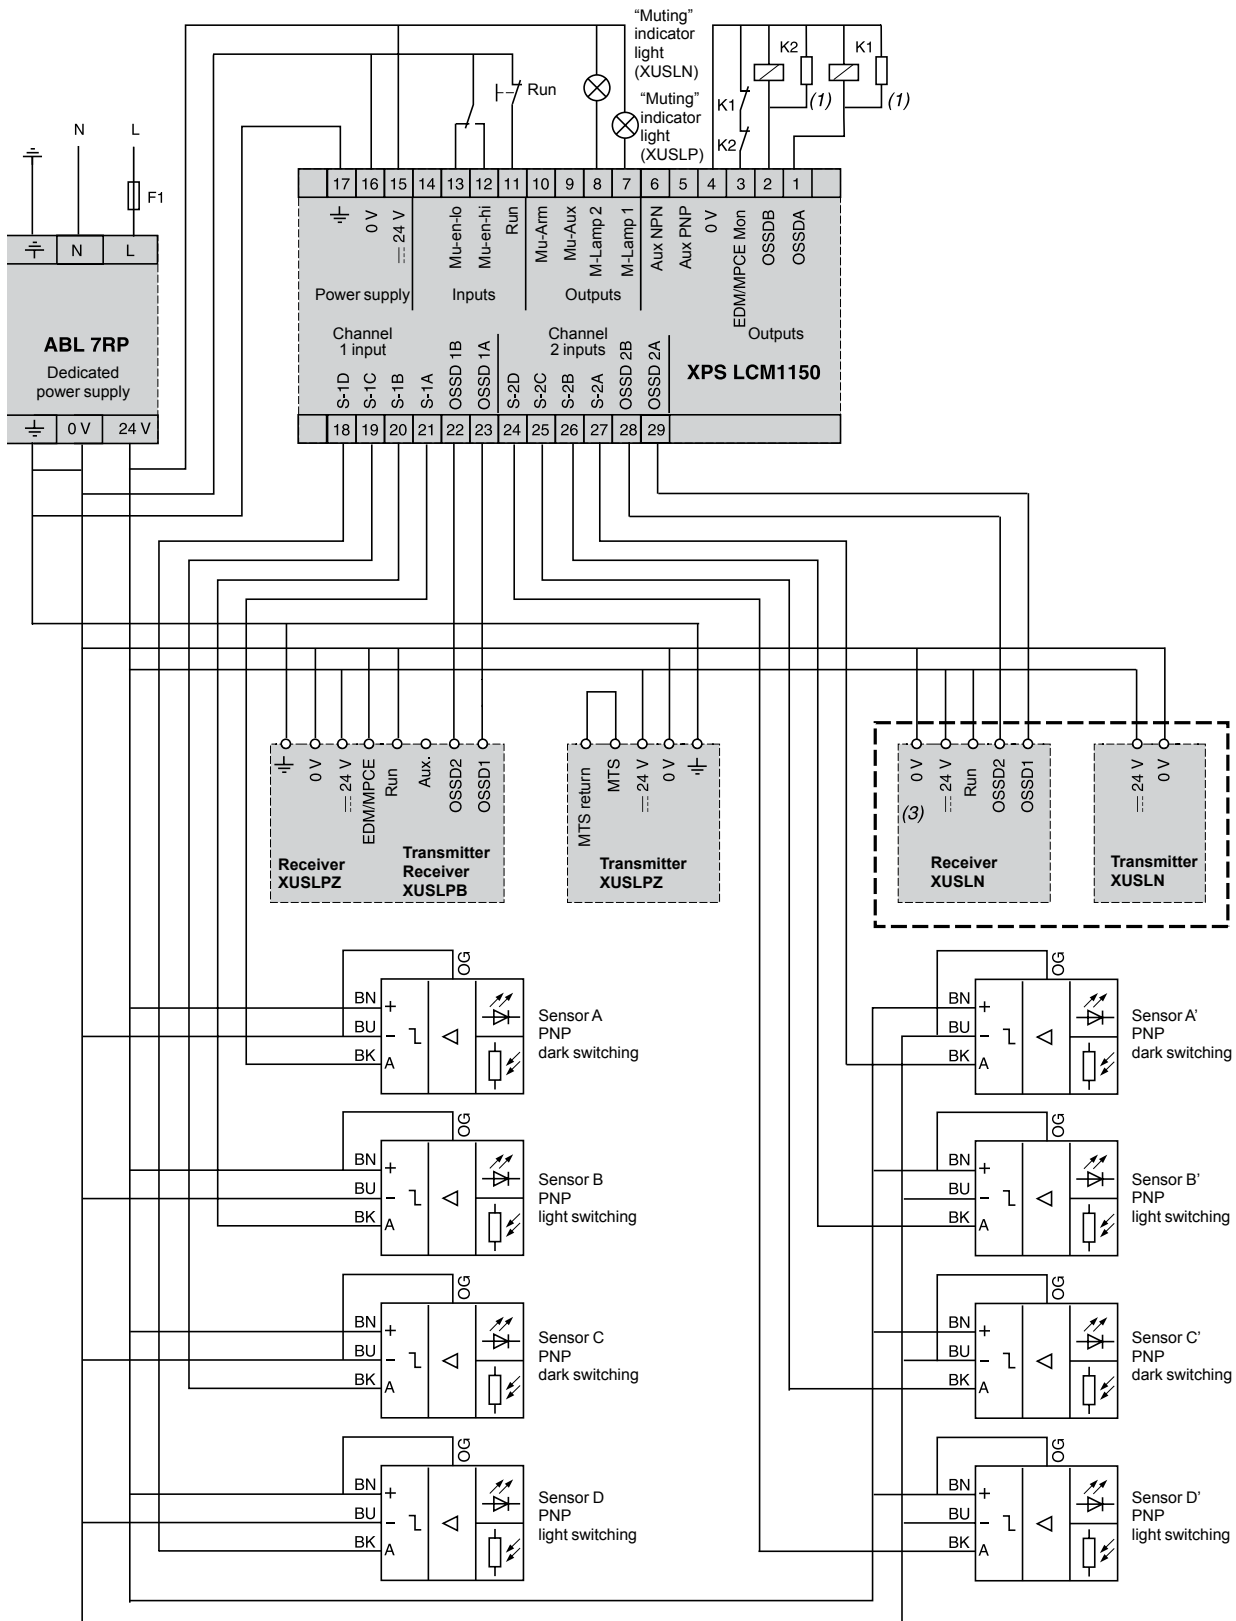 “Muting”
indicator
light
(XUSLN)
K2
K1
Run
(1)
(1)
“Muting”
indicator
light
(XUSLP)
K1
K2
N
L
F1
17 16 15 14 13 12 11 10 9 8 7 6 5 4 3 2 1
0 V
24 V
Mu-en-lo
Mu-en-hi
Run
Mu-Arm
Mu-Aux
M-Lamp 2
M-Lamp 1
Aux NPN
Aux PNP
0 V
EDM/MPCE Mon
OSSDB
OSSDA
Power supply
Inputs
Outputs
Outputs
N L
ABL 7RP
Dedicated
power supply
0 V 24 V
Channel
1 input
Channel
2 inputs
XPS LCM1150
S-1D
S-1C
S-1B
S-1A
OSSD 1B
OSSD 1A
S-2D
S-2C
S-2B
S-2A
OSSD 2B
OSSD 2A
18 19 20 21 22 23 24 25 26 27 28 29
0 V
24 V
EDM/MPCE
Run
Aux.
OSSD2
OSSD1
Receiver
XUSLPZ
Transmitter
Receiver
XUSLPB
MTS return
MTS
24 V
0 V
Transmitter
XUSLPZ
0 V
(3)
24 V
Run
OSSD2
OSSD1
Receiver
XUSLN
24 V
0 V
Transmitter
XUSLN
OG
BN +
BU -
BK A
Sensor A
PNP
dark switching
OG
BN +
BU -
BK A
Sensor A’
PNP
dark switching
OG
BN +
BU -
BK A
Sensor B
PNP
light switching
OG
BN +
BU -
BK A
Sensor B’
PNP
light switching
OG
BN +
BU -
BK A
Sensor C
PNP
dark switching
OG
BN +
BU -
BK A
Sensor C’
PNP
dark switching
OG
BN +
BU -
BK A
Sensor D
PNP
light switching
OG
BN +
BU -
BK A
Sensor D’
PNP
light switching